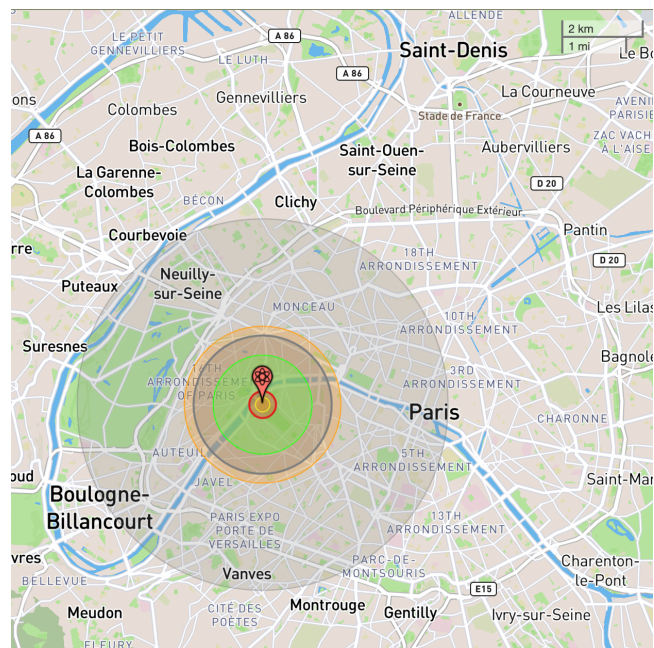 ALLENDE
LE PETIT
GENNEVILLIERS
A 86
2 km
1 mi
Saint-Denis
Le Bo
LE LUTH
A 86
ons
Colombes
Gennevilliers
La Courneuve
AVENI
PARISIE
Stade de France
A 86
ZAC VACH
À L'AISE
Bois-Colombes
Saint-Ouen-
sur-Seine
Aubervilliers
La Garenne-
Colombes
D 20
BÉCON
Clichy
Boulevard Périphérique Extérieur
Courbevoie
Pantin
rre
18TH
ARRONDISSEMENT
D 20
Neuilly-
sur-Seine
Puteaux
MONCEAU
Les Lilas
10TH
ARRONDISSEMENT
Suresnes
Bagnole
16TH
ARRONDISSEME
OF PARIS
3RD
ARRONDISSEMENT
Paris
CHARONNE
AUTEUIL
5TH
ARRONDISSEMENT
oud
JAVEL
Saint-Man
Boulogne-
Billancourt
PARIS EXPO
PORTE DE
VERSAILLES
13TH
ARRONDISSEMENT
vres
PARC-DE-
MONTSOURIS
Charenton-
le-Pont
BELLEVUE
Vanves
E15
Meudon
CITÉ DES
POÈTES
Montrouge
Gentilly
Ivry-sur-Seine
FLEURY